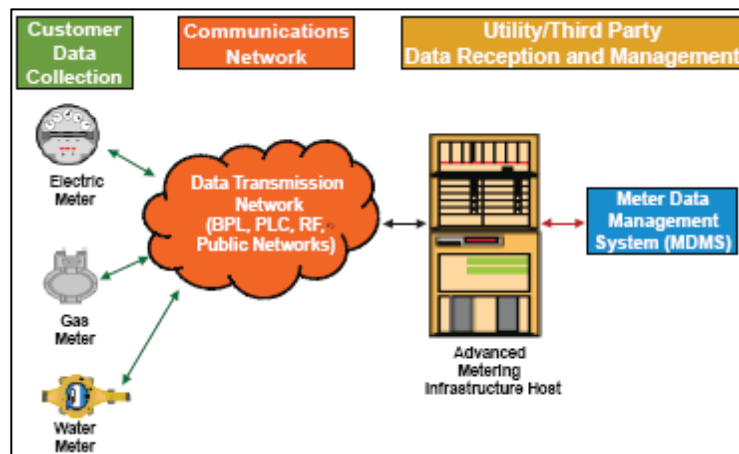 Customer
Data
Collection
Communications
Network
Utility/Third Party
Data Reception and Management
Electric
Meter
Gas
Meter
Water
Meter
Data Transmission
Network
(BPL, PLC, RF,
Public Networks)
Advanced
Metering
Infrastructure Host
Meter Data
Management
System (MDMS)